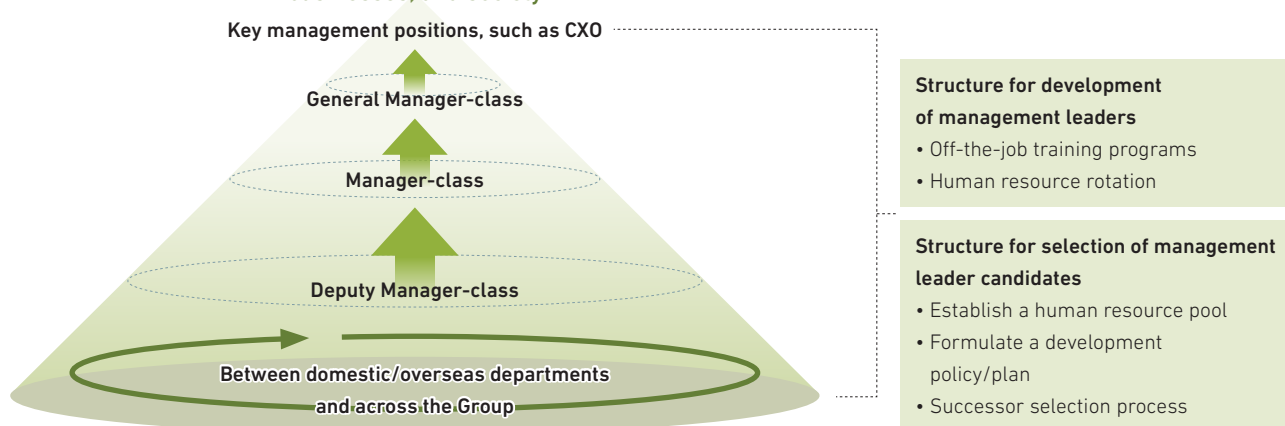 Key management positions, such as CXO
General Manager-class
Manager-class
Deputy Manager-class
Between domestic/overseas departments
and across the Group
Structure for development
of management leaders
• Off-the-job training programs
• Human resource rotation
Structure for selection of management
leader candidates
• Establish a human resource pool
• Formulate a development
policy/plan
• Successor selection process